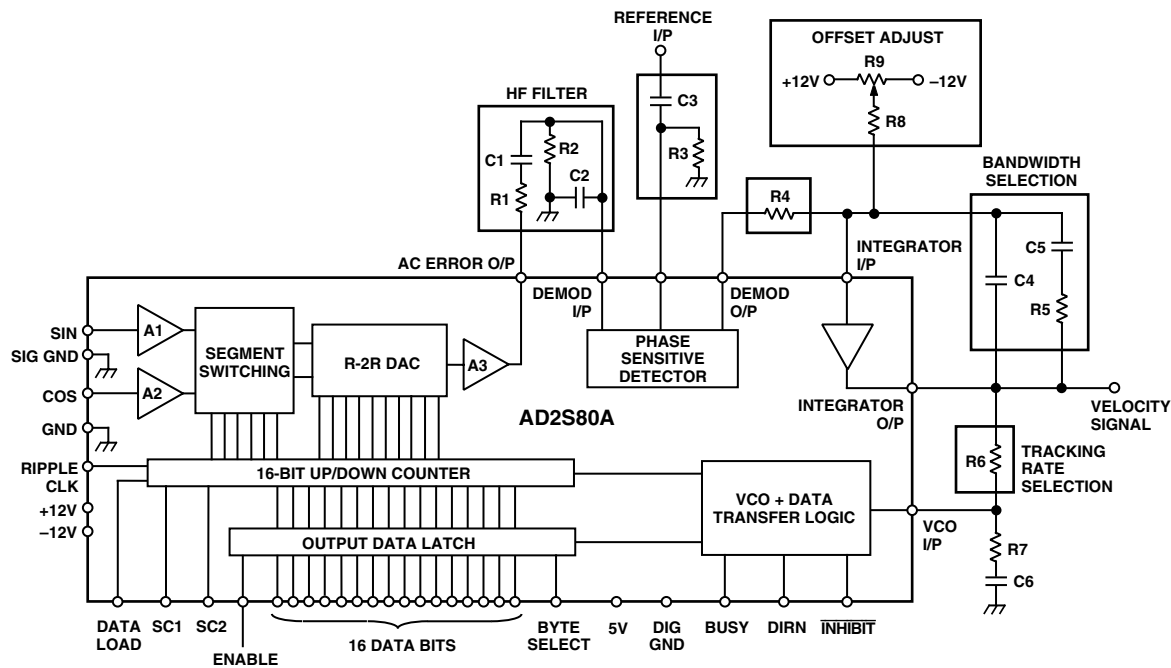 REFERENCE
I/P
OFFSET ADJUST
R9
+12V
–12V
R8
HF FILTER
C3
R3
C1
R2
C2
R1
BANDWIDTH
SELECTION
R4
C5
C4
R5
INTEGRATOR
I/P
AC ERROR O/P
DEMOD
I/P
DEMOD
O/P
SIN
A1
SIG GND
SEGMENT
SWITCHING
R-2R DAC
A3
PHASE
SENSITIVE
DETECTOR
COS
A2
AD2S80A
INTEGRATOR
O/P
VELOCITY
SIGNAL
GND
R6
TRACKING
RATE
SELECTION
RIPPLE
CLK
16-BIT UP/DOWN COUNTER
VCO + DATA
TRANSFER LOGIC
+12V
–12V
VCO
I/P
OUTPUT DATA LATCH
R7
C6
DATA
LOAD
SC1
SC2
ENABLE
16 DATA BITS
BYTE
SELECT
5V
DIG
GND
BUSY
DIRN
INHIBIT